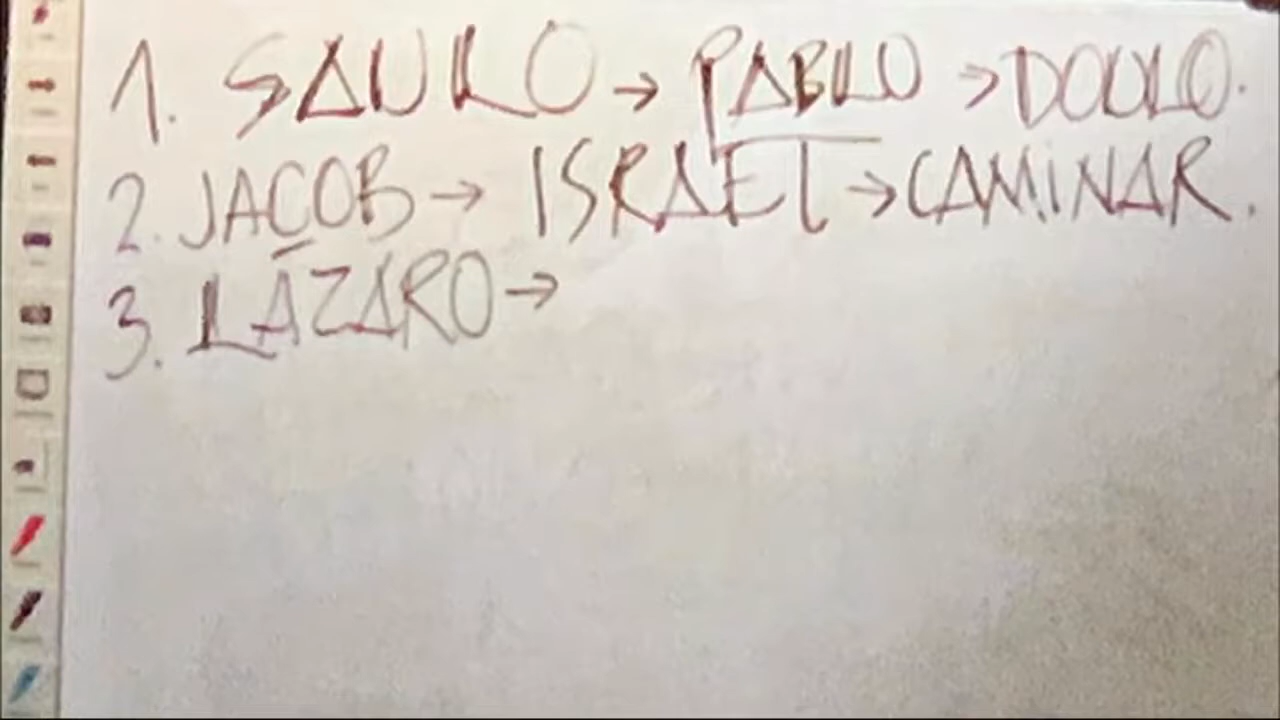 1. SAULO → PABLO → DOULO.
2. JACOB → ISRAEL → CAMINAR.
3. LÁZARO →